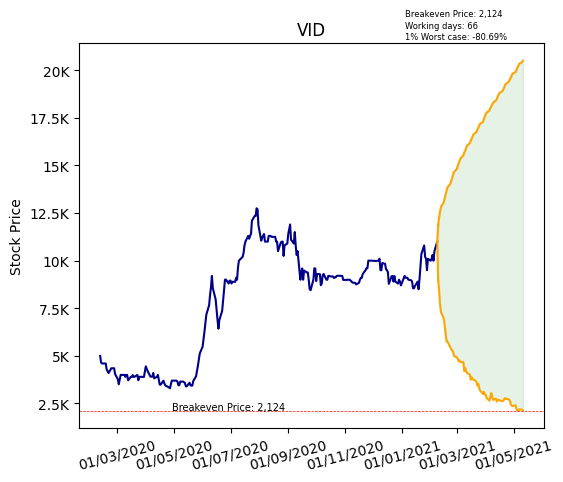 Breakeven Price: 2,124
Working days: 66
1% Worst case: -80.69%
VID
Stock Price
20K
17.5K
15K
12.5K
10K
7.5K
5K
2.5K
Breakeven Price: 2,124
01/03/2020
01/05/2020
01/07/2020
01/09/2020
01/11/2020
01/01/2021
01/03/2021
01/05/2021